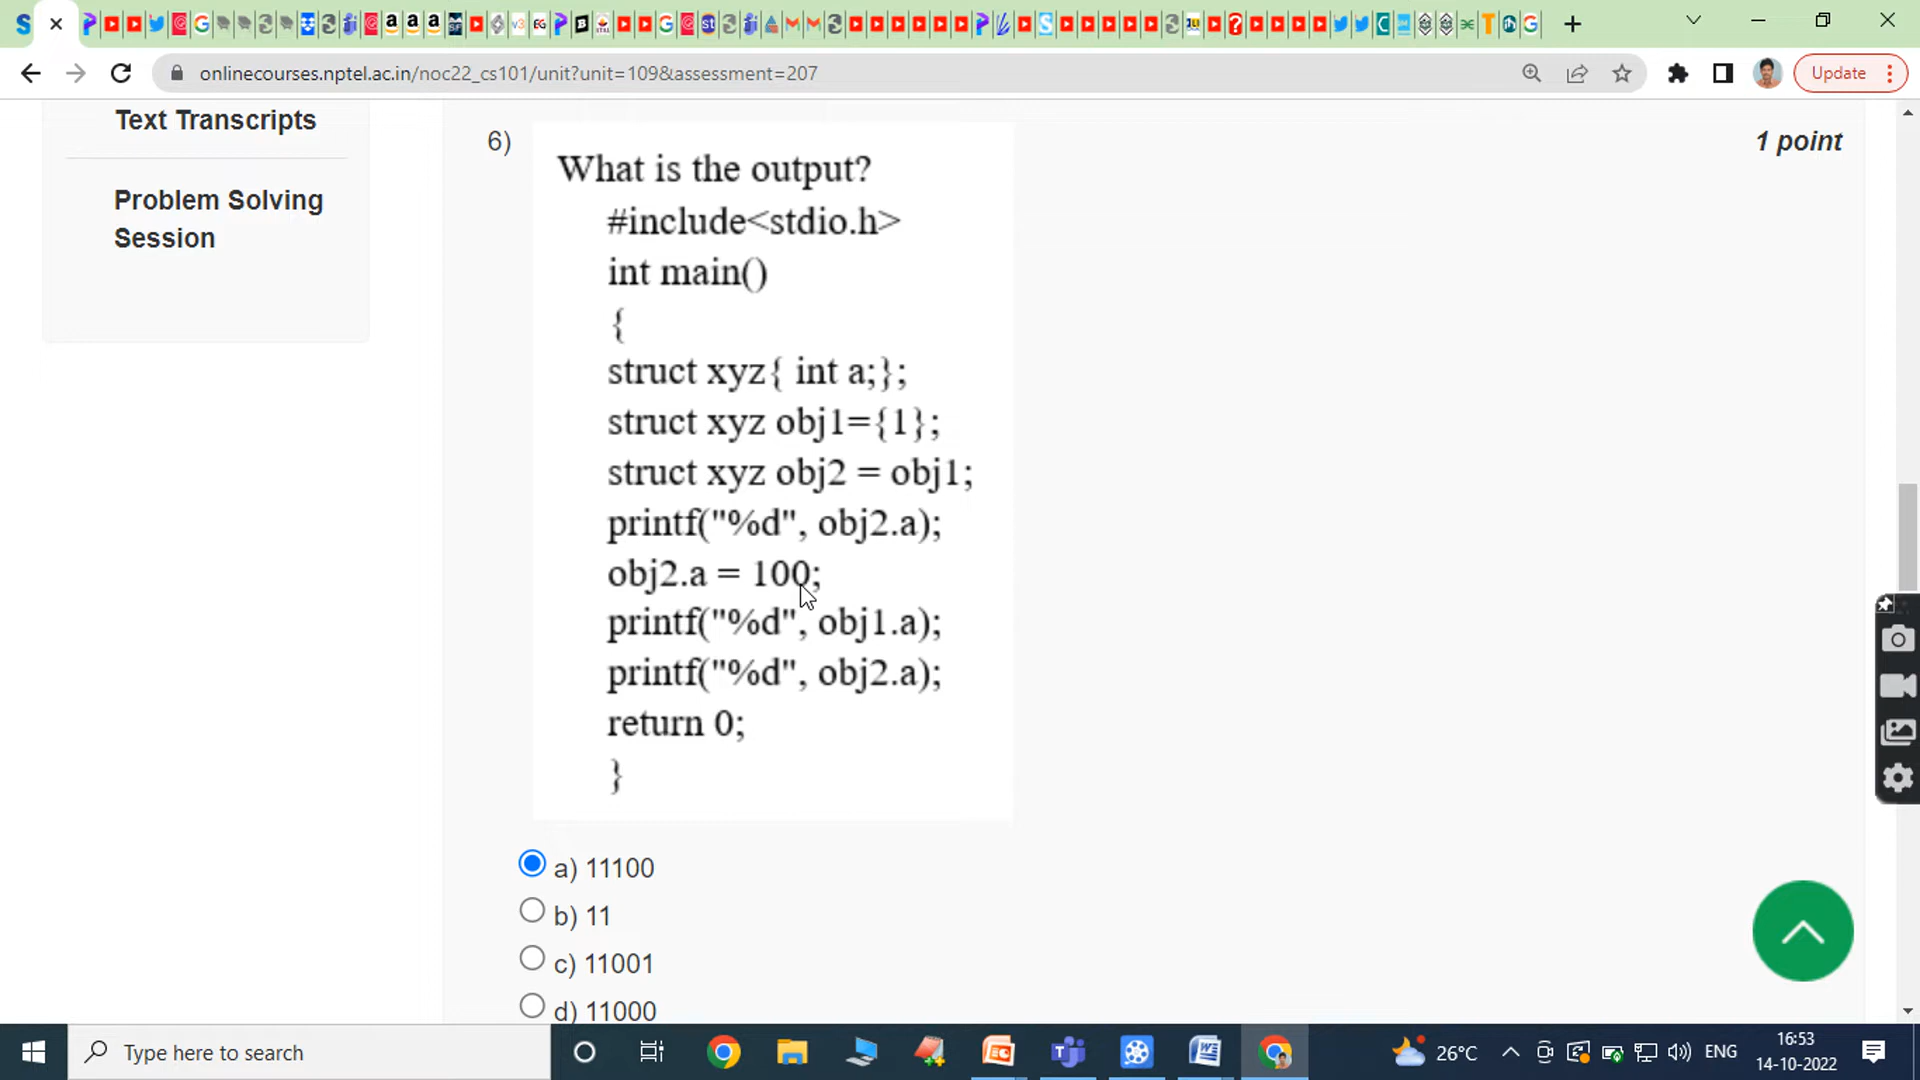 onlinecourses.nptel.ac.in/noc22_cs101/unit?unit=109&assessment=207
Update
Text Transcripts
Problem Solving
Session
6)
1 point
What is the output?
#include<stdio.h>
int main()
{
struct xyz{ int a;};
struct xyz obj1={1};
struct xyz obj2 = obj1;
printf("%d", obj2.a);
obj2.a = 100;
printf("%d", obj1.a);
printf("%d", obj2.a);
return 0;
}
a) 11100
b) 11
c) 11001
d) 11000
Type here to search
26°C
ENG
16:53
14-10-2022